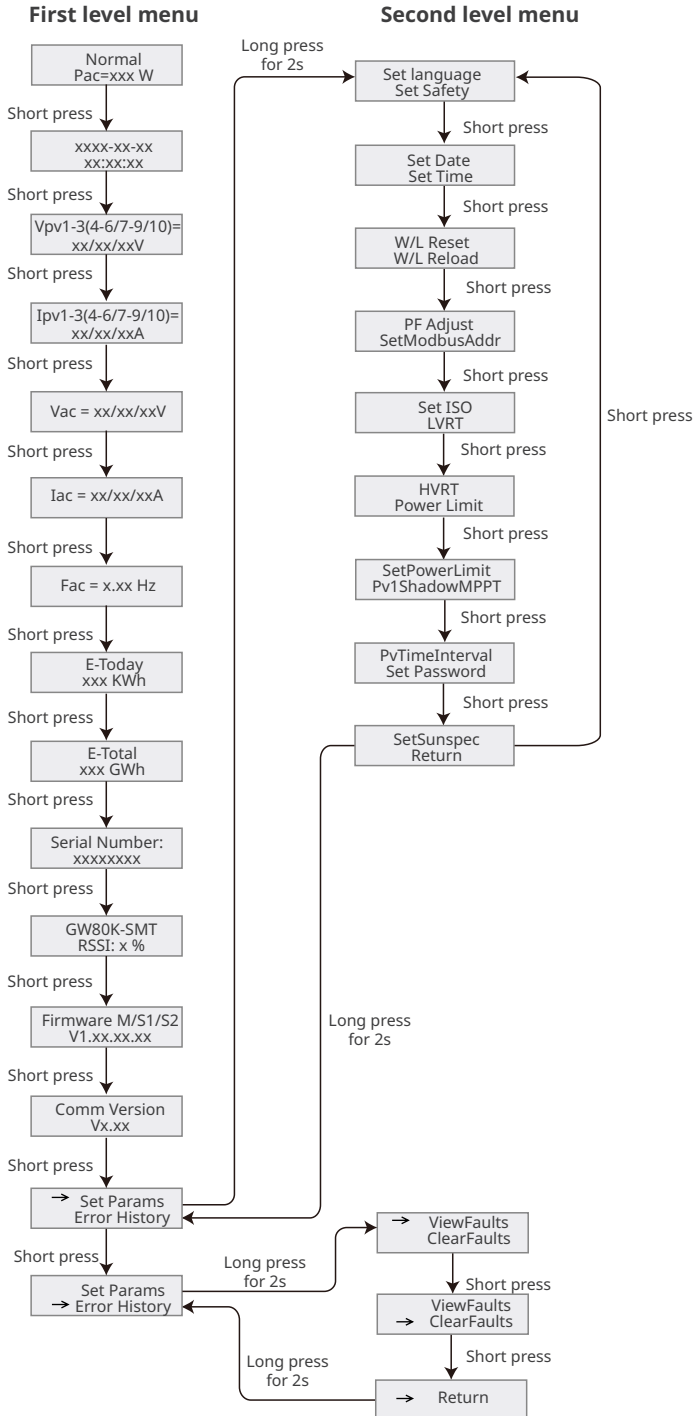 First level menu
Normal
Pac=xxx W
Short press
xxxx-xx-xx
xx:xx:xx
Short press
Vpv1-3(4-6/7-9/10)=
xx/xx/xxV
Short press
Ipv1-3(4-6/7-9/10)=
xx/xx/xxA
Short press
Vac = xx/xx/xxV
Short press
Iac = xx/xx/xxA
Short press
Fac = x.xx Hz
Short press
E-Today
xxx KWh
Short press
E-Total
xxx GWh
Short press
Serial Number:
xxxxxxxx
Short press
GW80K-SMT
RSSI: x %
Short press
Firmware M/S1/S2
V1.xx.xx.xx
Short press
Comm Version
Vx.xx
Short press
→ Set Params
Error History
Short press
Set Params
→ Error History
Second level menu
Long press
for 2s
Set language
Set Safety
Short press
Set Date
Set Time
Short press
W/L Reset
W/L Reload
Short press
PF Adjust
SetModbusAddr
Short press
Set ISO
LVRT
Short press
HVRT
Power Limit
Short press
SetPowerLimit
Pv1ShadowMPPT
Short press
PvTimeInterval
Set Password
Short press
SetSunspec
Return
Short press
Long press
for 2s
Long press
for 2s
→ ViewFaults
ClearFaults
Short press
ViewFaults
→ ClearFaults
Short press
→ Return
Long press
for 2s